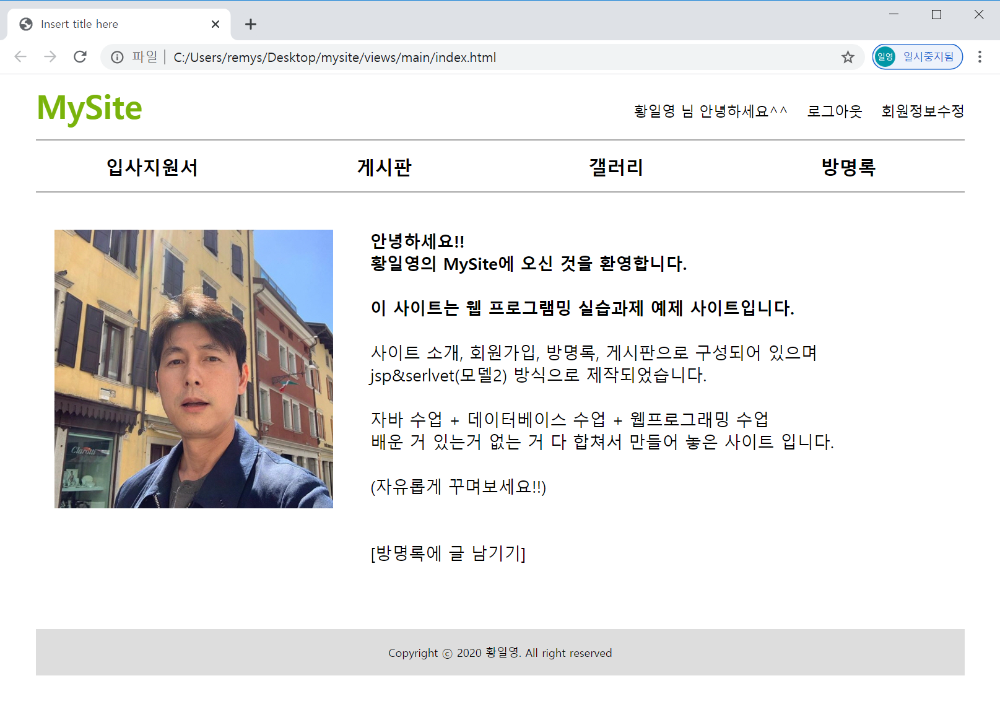 Insert title here
파일 C:/Users/remys/Desktop/mysite/views/main/index.html 일영 일시중지됨
MySite
황일영 님 안녕하세요^^ 로그아웃 회원정보수정
입사지원서 게시판 갤러리 방명록
안녕하세요!!
황일영의 MySite에 오신 것을 환영합니다.
이 사이트는 웹 프로그램밍 실습과제 예제 사이트입니다.
사이트 소개, 회원가입, 방명록, 게시판으로 구성되어 있으며
jsp&serlvet(모델2) 방식으로 제작되었습니다.
자바 수업 + 데이터베이스 수업 + 웹프로그래밍 수업
배운 거 있는거 없는 거 다 합쳐서 만들어 놓은 사이트 입니다.
Clarotti
(자유롭게 꾸며보세요!!)
[방명록에 글 남기기]
Copyright ⓒ 2020 황일영. All right reserved